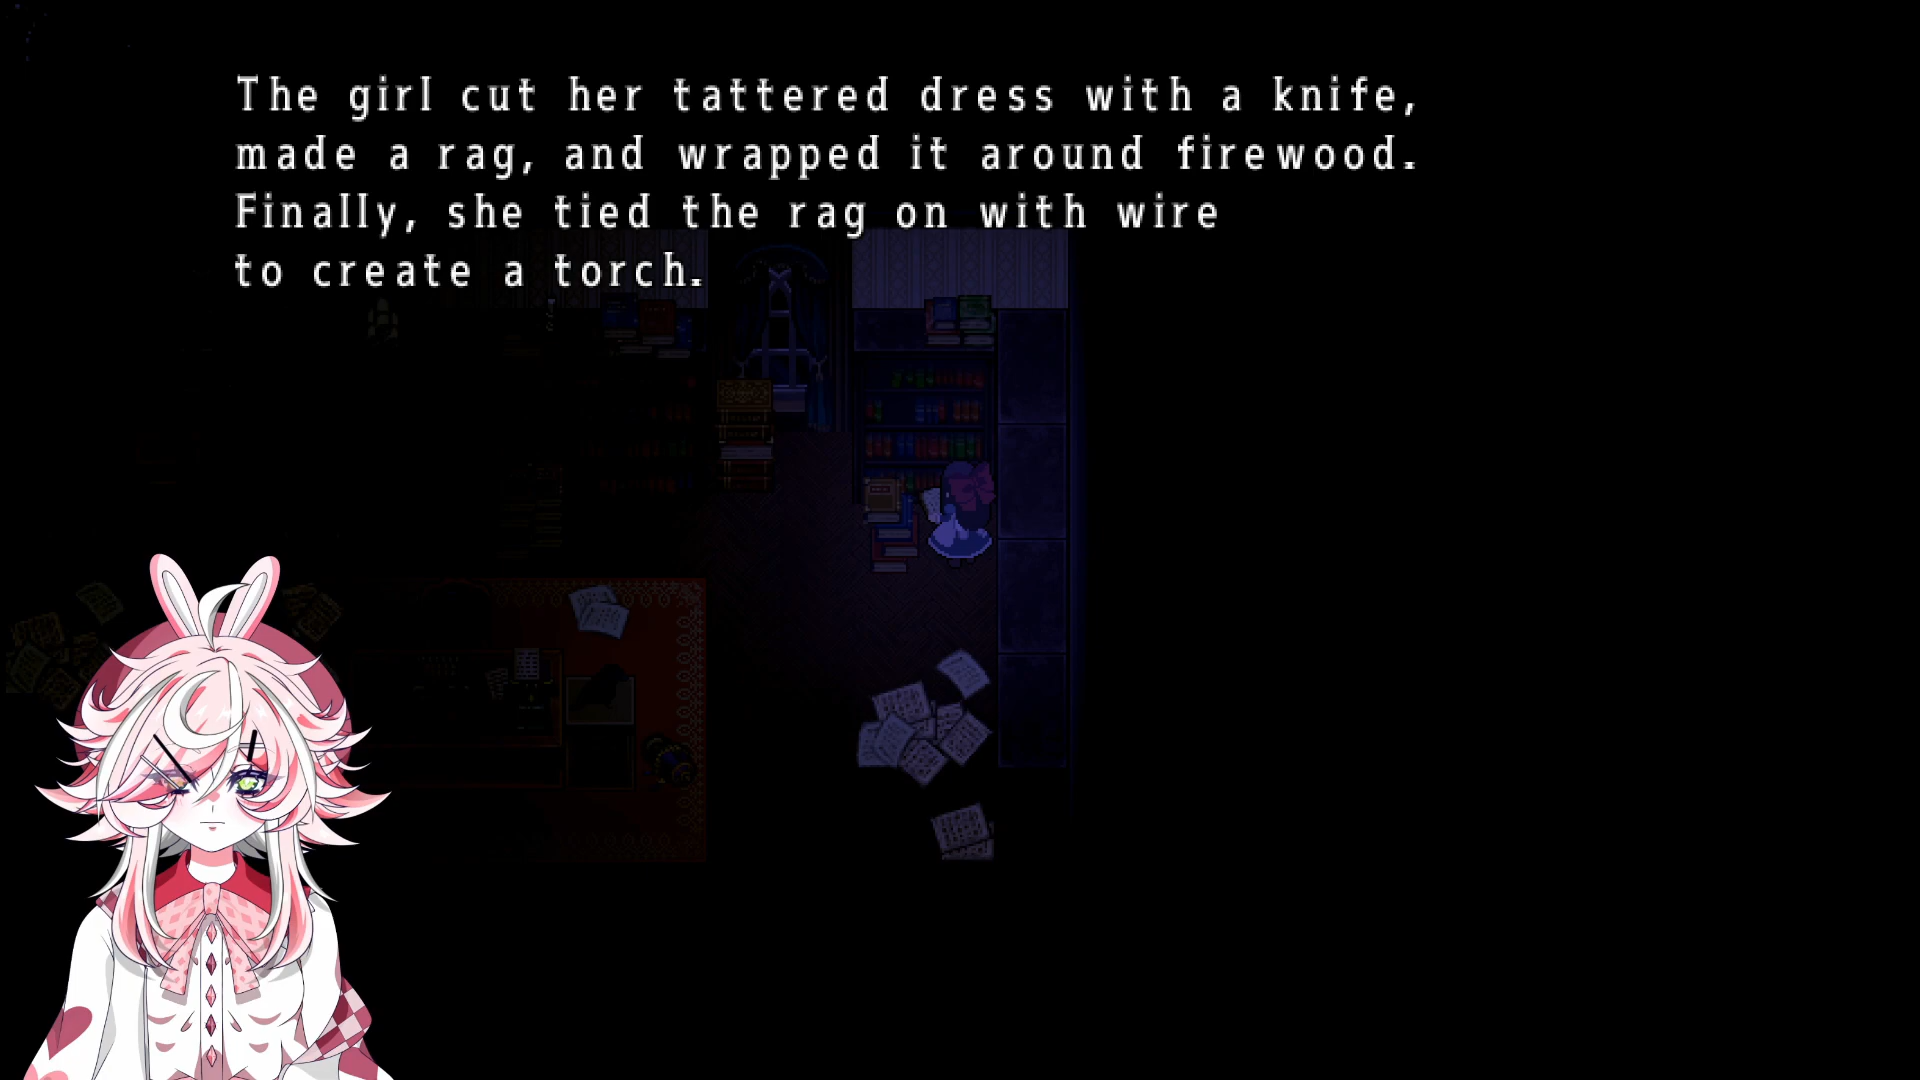 The girl cut her tattered dress with a knife,
made a rag, and wrapped it around firewood.
Finally, she tied the rag on with wire
to create a torch.